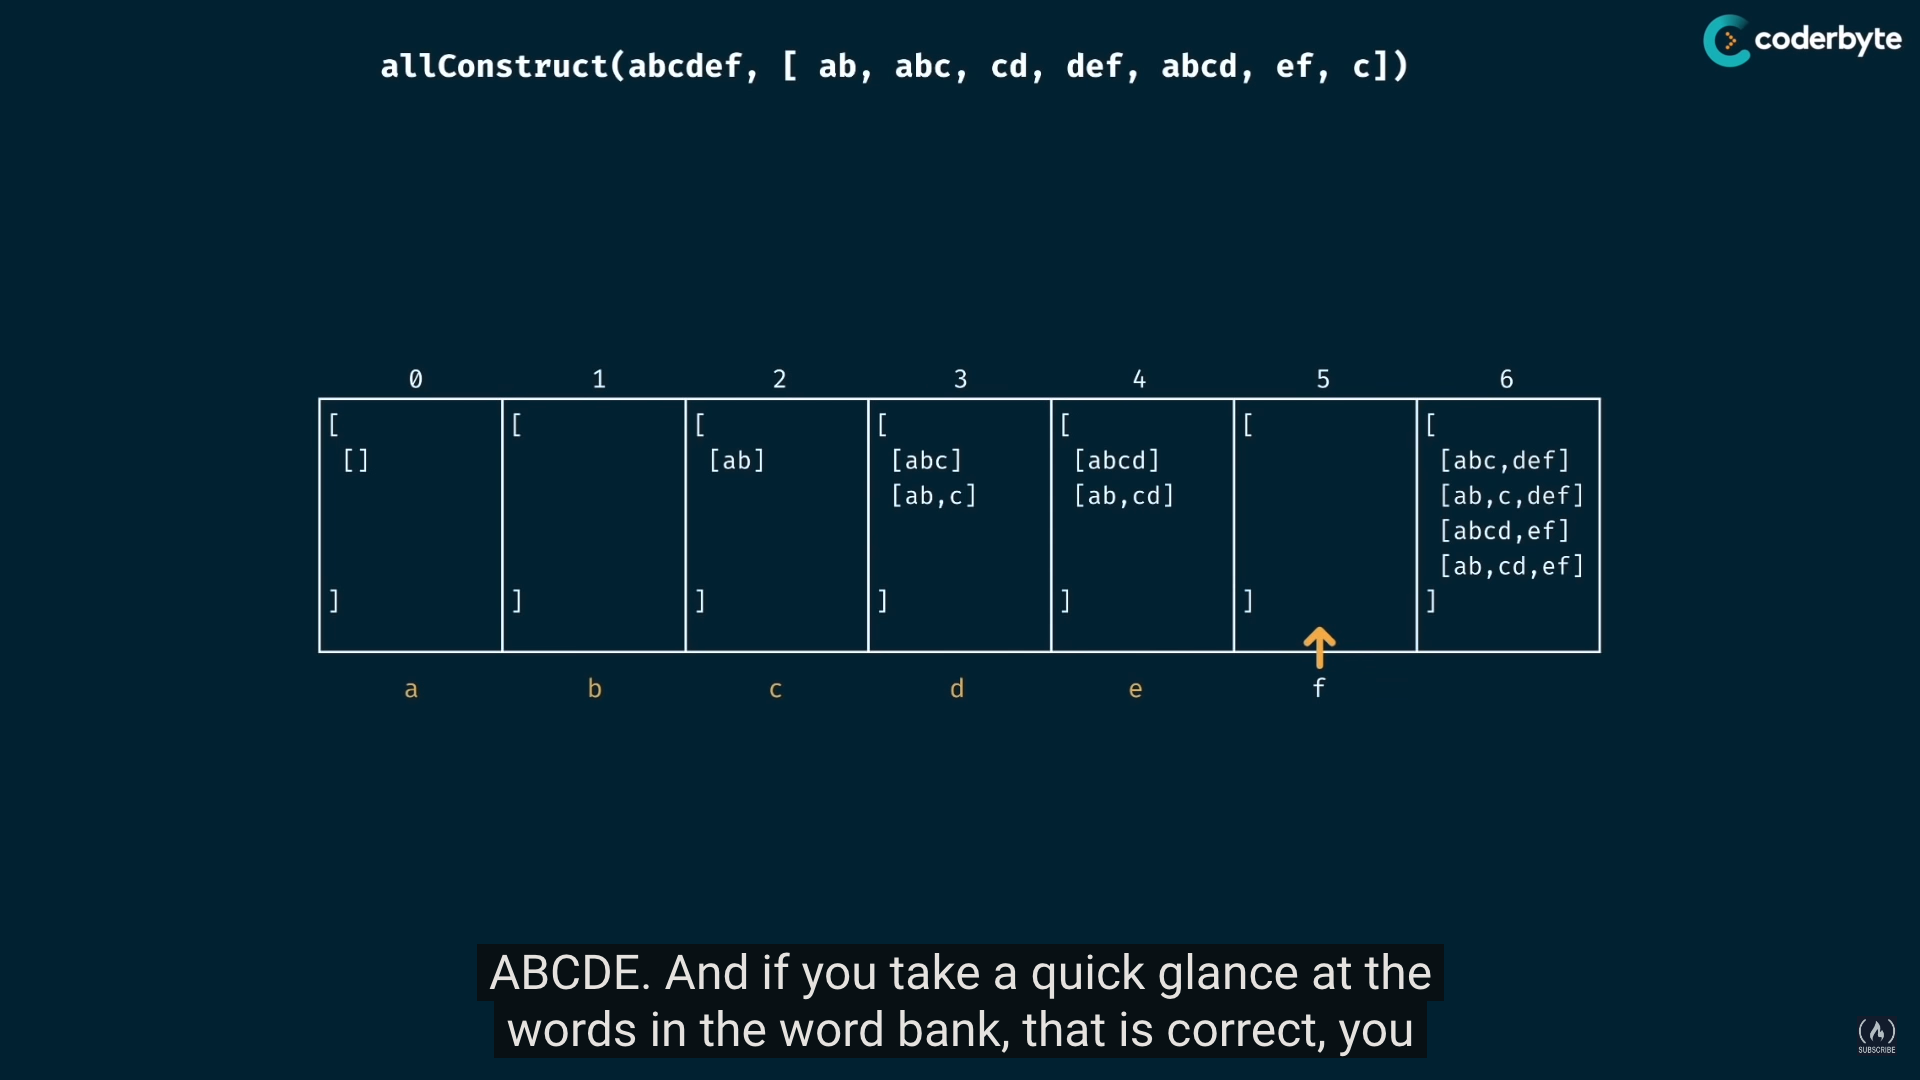 coderbyte
allConstruct(abcdef, [ ab, abc, cd, def, abcd, ef, c])
0 1 2 3 4 5 6
[ [ [ [ [ [ [
[] [ab] [abc] [abcd] [abc,def]
[ab,c] [ab,cd] [ab,c,def]
[abcd,ef]
[ab,cd,ef]
] ] ] ] ] ] ]
a b c d e f
ABCDE. And if you take a quick glance at the
words in the word bank, that is correct, you
SUBSCRIBE